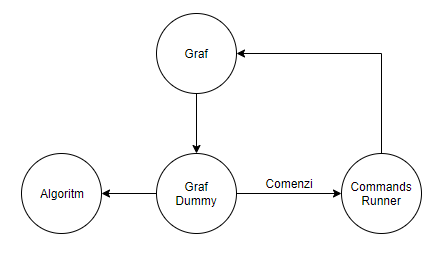 Graf
Algoritm
Graf
Dummy
Comenzi
Commands
Runner